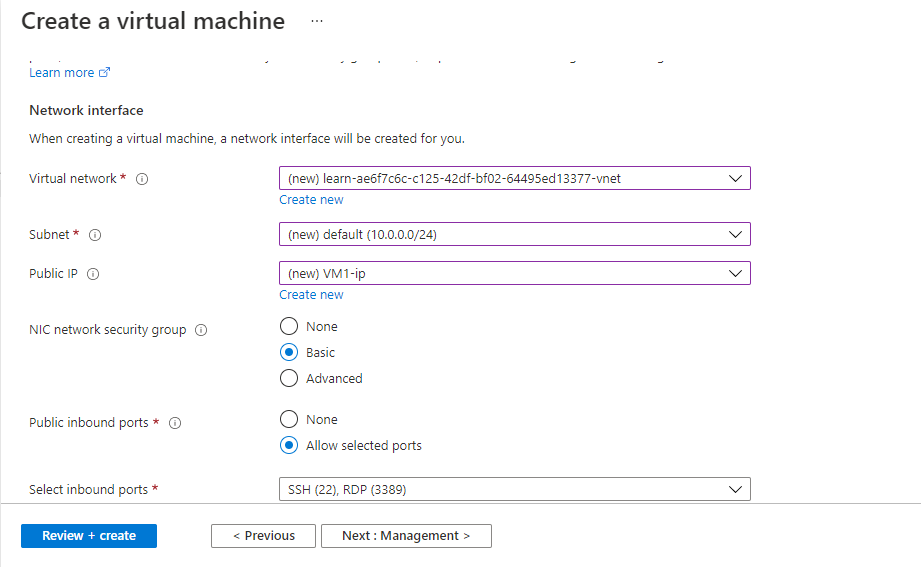 Create a virtual machine ...
Learn more
Network interface
When creating a virtual machine, a network interface will be created for you.
Virtual network *
(new) learn-ae6f7c6c-c125-42df-bf02-64495ed13377-vnet
Create new
Subnet *
(new) default (10.0.0.0/24)
Public IP
(new) VM1-ip
Create new
NIC network security group
None
Basic
Advanced
Public inbound ports *
None
Allow selected ports
Select inbound ports *
SSH (22), RDP (3389)
Review + create
< Previous
Next : Management >